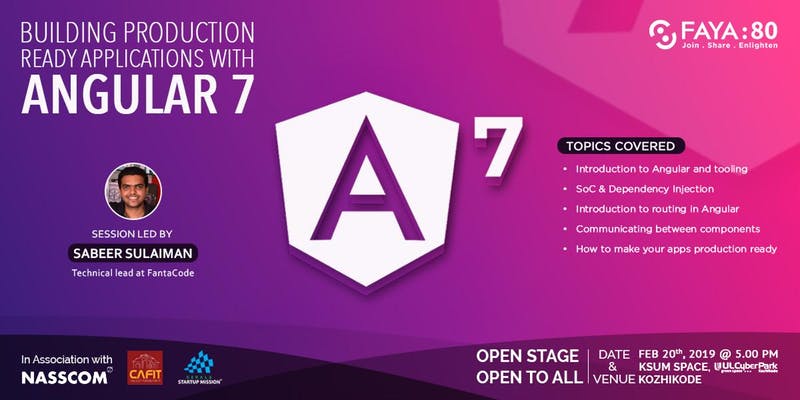 BUILDING PRODUCTION
READY APPLICATIONS WITH
ANGULAR 7
FAYA:80
Join . Share . Enlighten
A 7
SESSION LED BY
SABEER SULAIMAN
Technical lead at FantaCode
TOPICS COVERED
• Introduction to Angular and tooling
• SoC & Dependency Injection
• Introduction to routing in Angular
• Communicating between components
• How to make your apps production ready
In Association with
NASSCOM
CAFIT
KERALA
STARTUP MISSION
OPEN STAGE
OPEN TO ALL
DATE
&
VENUE
FEB 20th, 2019 @ 5.00 PM
KSUM SPACE, ULCyberPark
KOZHIKODE